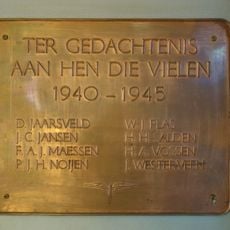 TER GEDACHTENIS
AAN HEN DIE VIELEN
1940-1945
D. JAARSVELD
J. C. JANSEN
F. A. J. MAESSEN
P. J. H. NOIJEN
W. J. FLAS
H. H. ALDEN
H. A. VOSSEN
J. WESTERVEEN